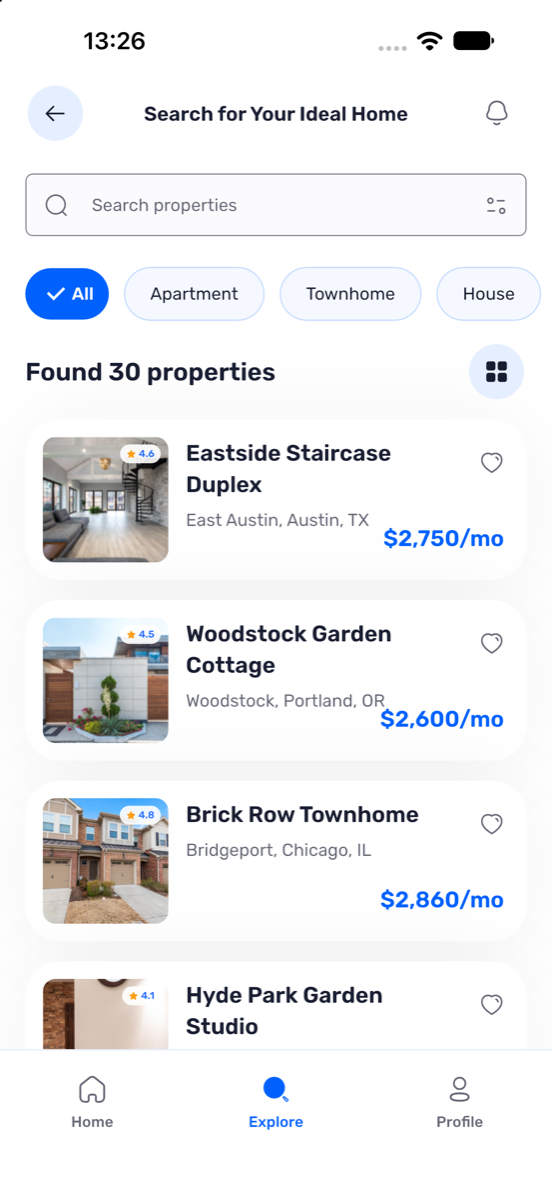 13:26
Search for Your Ideal Home
Search properties
All
Apartment
Townhome
House
Found 30 properties
4.6
Eastside Staircase
Duplex
East Austin, Austin, TX
$2,750/mo
4.5
Woodstock Garden
Cottage
Woodstock, Portland, OR
$2,600/mo
4.8
Brick Row Townhome
Bridgeport, Chicago, IL
$2,860/mo
4.1
Hyde Park Garden
Studio
Home
Explore
Profile